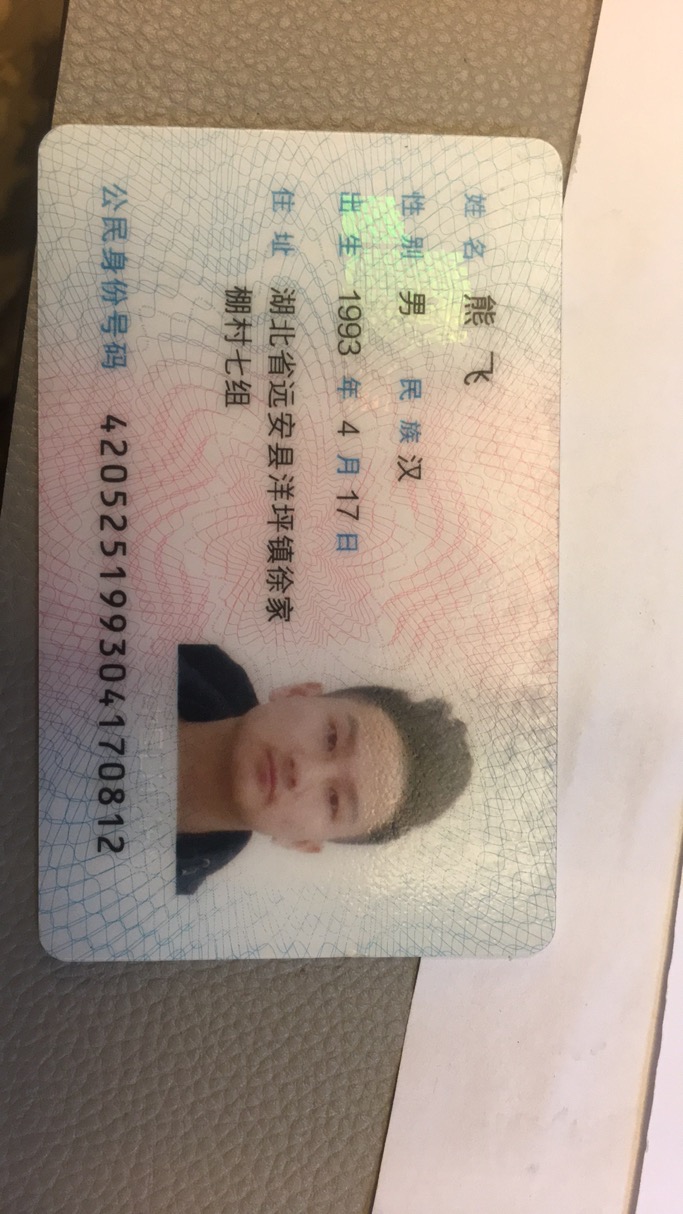 姓名 熊飞
性别 男 民族 汉
出生 1993 年 4 月 17 日
住址 湖北省远安县洋坪镇徐家
棚村七组
公民身份号码 420525199304170812